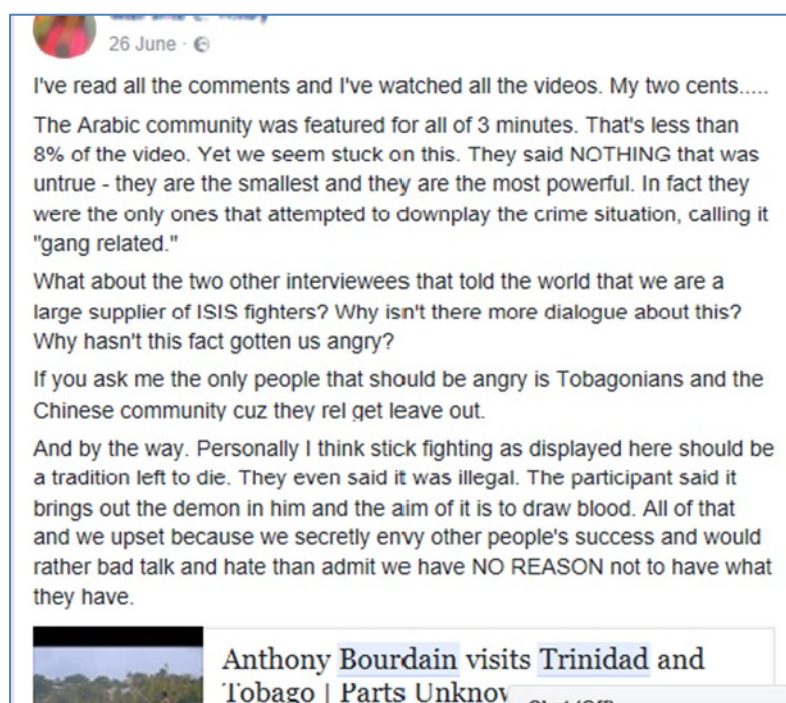 26 June ·
I've read all the comments and I've watched all the videos. My two cents.....
The Arabic community was featured for all of 3 minutes. That's less than
8% of the video. Yet we seem stuck on this. They said NOTHING that was
untrue - they are the smallest and they are the most powerful. In fact they
were the only ones that attempted to downplay the crime situation, calling it
"gang related."
What about the two other interviewees that told the world that we are a
large supplier of ISIS fighters? Why isn't there more dialogue about this?
Why hasn't this fact gotten us angry?
If you ask me the only people that should be angry is Tobagonians and the
Chinese community cuz they rel get leave out.
And by the way. Personally I think stick fighting as displayed here should be
a tradition left to die. They even said it was illegal. The participant said it
brings out the demon in him and the aim of it is to draw blood. All of that
and we upset because we secretly envy other people's success and would
rather bad talk and hate than admit we have NO REASON not to have what
they have.
Anthony Bourdain visits Trinidad and
Tobago | Parts